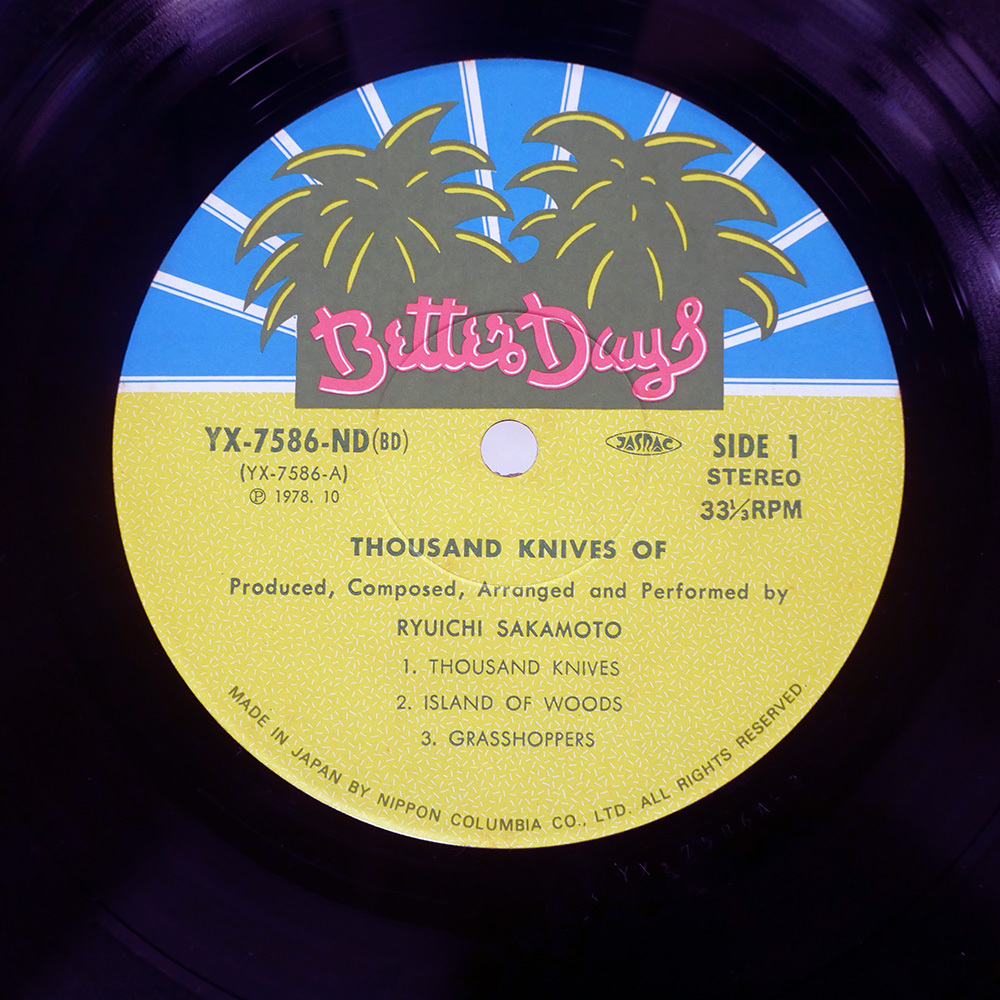 Better Days
YX-7586-ND(BD)
(YX-7586-A)
Ⓟ 1978. 10
JASRAC
SIDE 1
STEREO
33⅓RPM
THOUSAND KNIVES OF
Produced, Composed, Arranged and Performed by
RYUICHI SAKAMOTO
1. THOUSAND KNIVES
2. ISLAND OF WOODS
3. GRASSHOPPERS
MADE IN JAPAN BY NIPPON COLUMBIA CO., LTD. ALL RIGHTS RESERVED